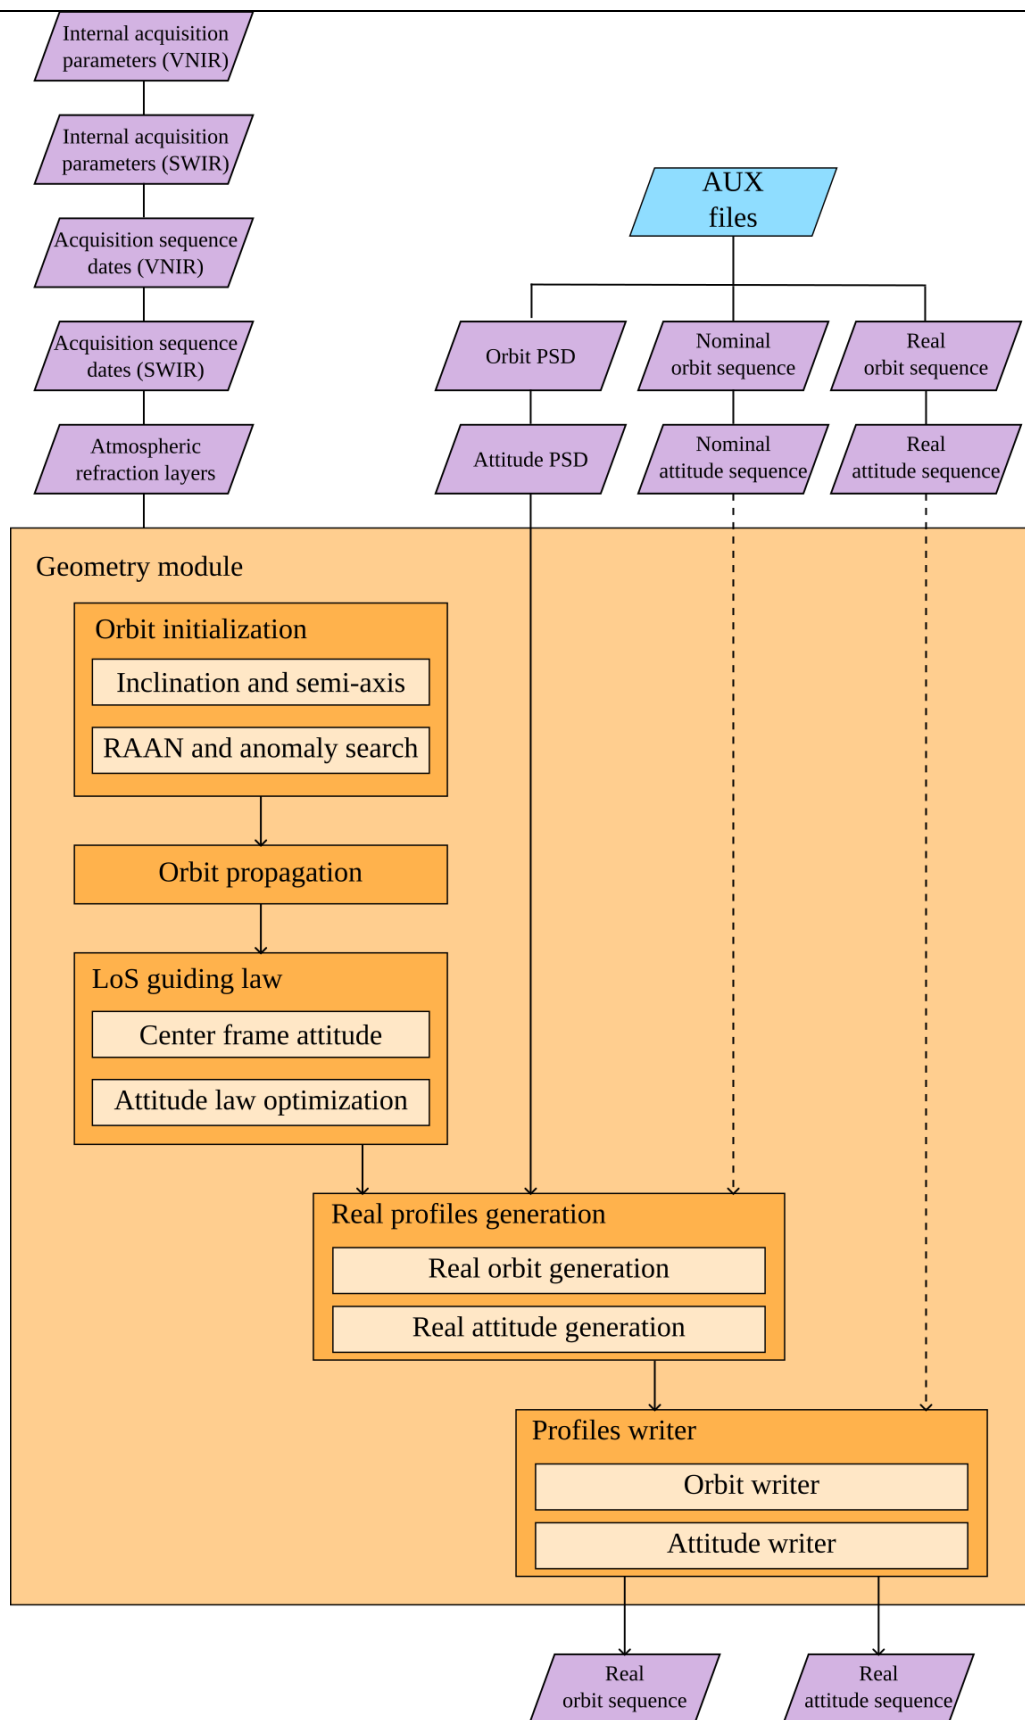 Internal acquisition
parameters (VNIR)
Internal acquisition
parameters (SWIR)
Acquisition sequence
dates (VNIR)
Acquisition sequence
dates (SWIR)
Atmospheric
refraction layers
AUX
files
Orbit PSD
Nominal
orbit sequence
Real
orbit sequence
Attitude PSD
Nominal
attitude sequence
Real
attitude sequence
Geometry module
Orbit initialization
Inclination and semi-axis
RAAN and anomaly search
Orbit propagation
LoS guiding law
Center frame attitude
Attitude law optimization
Real profiles generation
Real orbit generation
Real attitude generation
Profiles writer
Orbit writer
Attitude writer
Real
orbit sequence
Real
attitude sequence